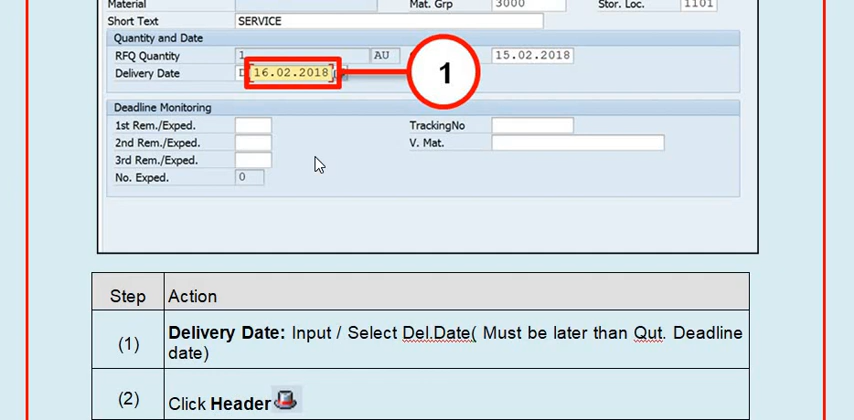 Material Mat. Grp 3000 Stor. Loc. 1101
Short Text SERVICE
Quantity and Date
RFQ Quantity 1 AU 15.02.2018
Delivery Date D 16.02.2018 1
Deadline Monitoring
1st Rem./Exped. TrackingNo
2nd Rem./Exped. V. Mat.
3rd Rem./Exped.
No. Exped. 0
Step Action
(1) Delivery Date: Input / Select Del.Date( Must be later than Qut. Deadline
date)
(2) Click Header